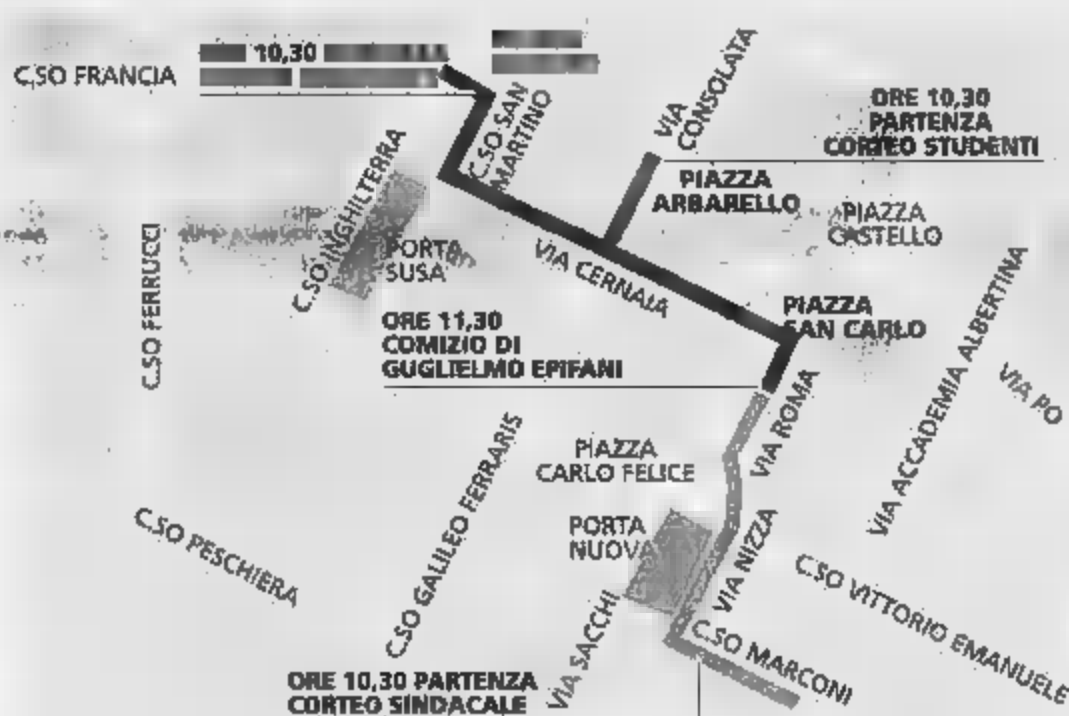 10,30
C.SO FRANCIA
C.SO SAN
MARTINO
VIA
CONSOLATA
ORE 10,30
PARTENZA
CORTEO STUDENTI
PIAZZA
ARBARELLO
PIAZZA
CASTELLO
C.SO INGHILTERRA
PORTA
SUSA
C.SO FERRUCCI
VIA CERNAIA
PIAZZA
SAN CARLO
ORE 11,30
COMIZIO DI
GUGLIELMO EPIFANI
VIA ROMA
VIA ACCADEMIA ALBERTINA
VIA PO
PIAZZA
CARLO FELICE
C.SO GALILEO FERRARIS
PORTA
NUOVA
VIA NIZZA
C.SO PESCHIERA
VIA SACCHI
C.SO MARCONI
C.SO VITTORIO EMANUELE
ORE 10,30 PARTENZA
CORTEO SINDACALE